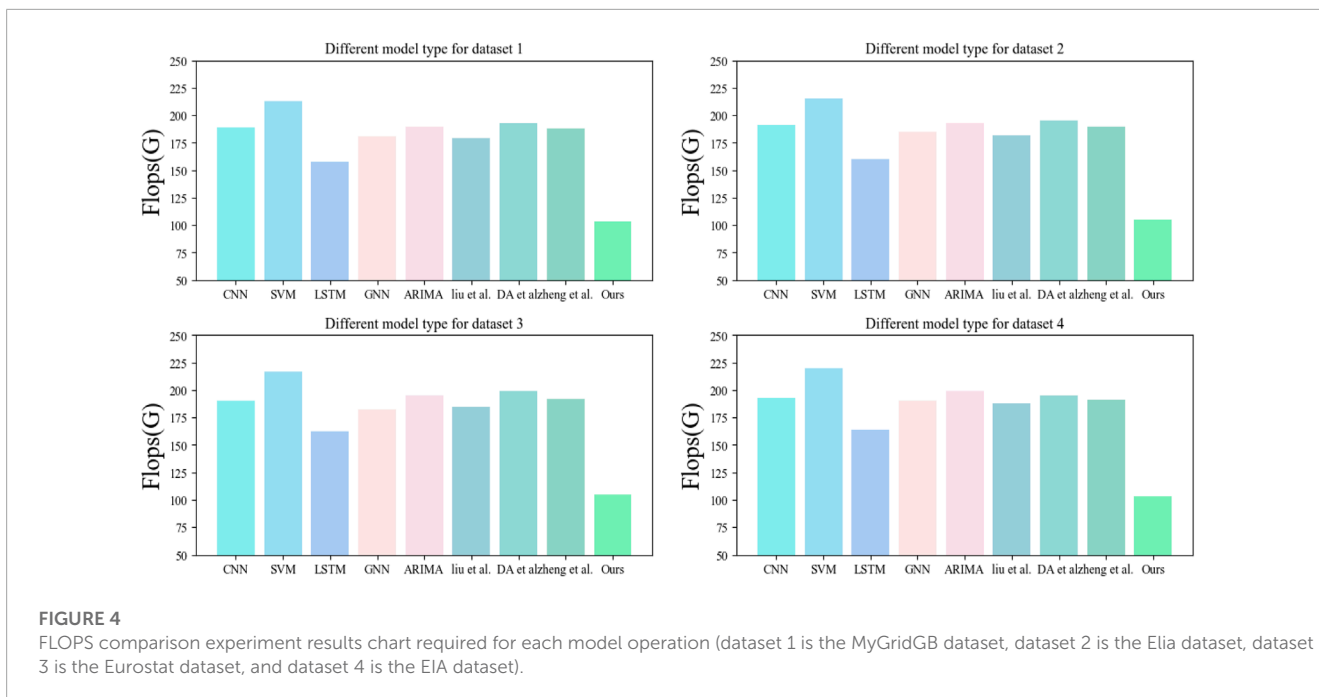 Different model type for dataset 1
250
225
200
175
150
125
100
75
50
Flops(G)
CNN SVM LSTM GNN ARIMA liu et al. DA et alzheng et al. Ours
Different model type for dataset 2
250
225
200
175
150
125
100
75
50
Flops(G)
CNN SVM LSTM GNN ARIMA liu et al. DA et alzheng et al. Ours
Different model type for dataset 3
250
225
200
175
150
125
100
75
50
Flops(G)
CNN SVM LSTM GNN ARIMA liu et al. DA et alzheng et al. Ours
Different model type for dataset 4
250
225
200
175
150
125
100
75
50
Flops(G)
CNN SVM LSTM GNN ARIMA liu et al. DA et alzheng et al. Ours
FIGURE 4
FLOPS comparison experiment results chart required for each model operation (dataset 1 is the MyGridGB dataset, dataset 2 is the Elia dataset, dataset
3 is the Eurostat dataset, and dataset 4 is the EIA dataset).